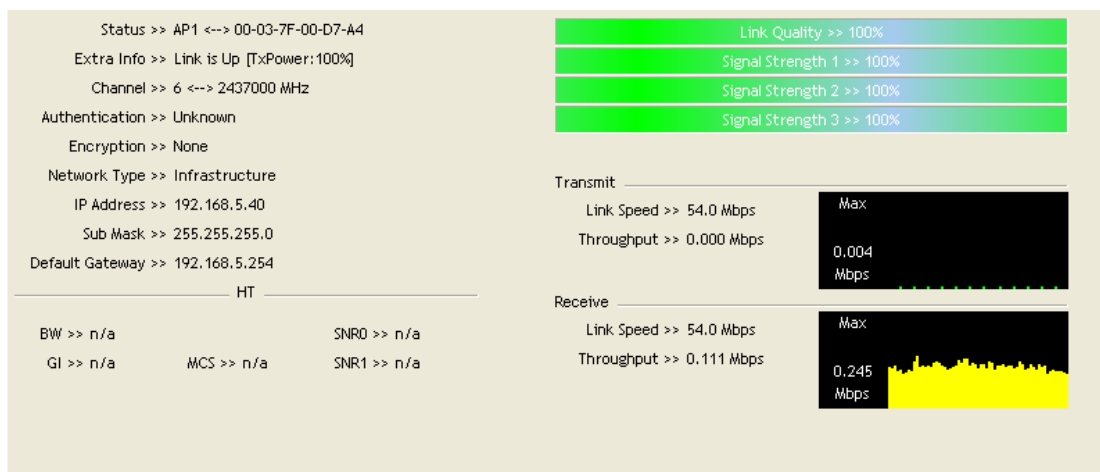 Status >> AP1 <--> 00-03-7F-00-D7-A4
Extra Info >> Link is Up [TxPower:100%]
Channel >> 6 <--> 2437000 MHz
Authentication >> Unknown
Encryption >> None
Network Type >> Infrastructure
IP Address >> 192.168.5.40
Sub Mask >> 255.255.255.0
Default Gateway >> 192.168.5.254
HT
BW >> n/a SNR0 >> n/a
GI >> n/a MCS >> n/a SNR1 >> n/a
Link Quality >> 100%
Signal Strength 1 >> 100%
Signal Strength 2 >> 100%
Signal Strength 3 >> 100%
Transmit
Link Speed >> 54.0 Mbps
Throughput >> 0.000 Mbps
Max
0.004
Mbps
Receive
Link Speed >> 54.0 Mbps
Throughput >> 0.111 Mbps
Max
0.245
Mbps